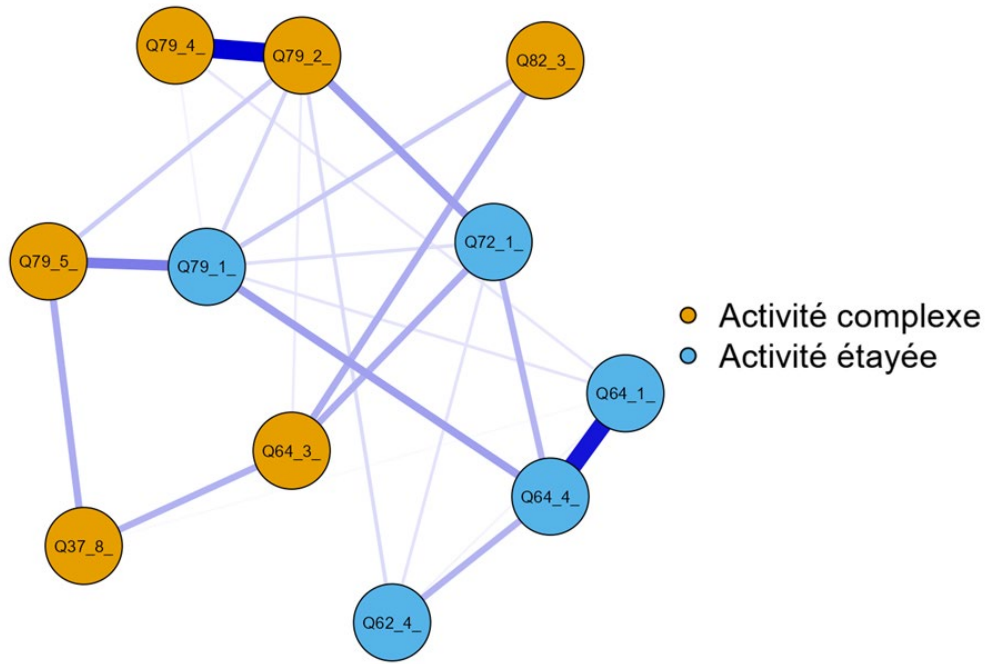 Q79_4_
Q79_2_
Q82_3_
Q72_1_
Q79_5_
Q79_1_
Activité complexe
Activité étayée
Q64_1_
Q64_3_
Q64_4_
Q37_8_
Q62_4_